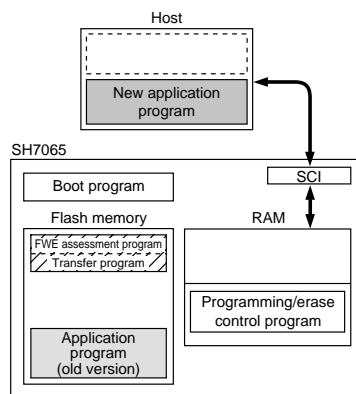 Host
New application
program
SH7065
SCI
Boot program
Flash memory
RAM
FWE assessment program
Transfer program
Programming/erase
control program
Application
program
(old version)